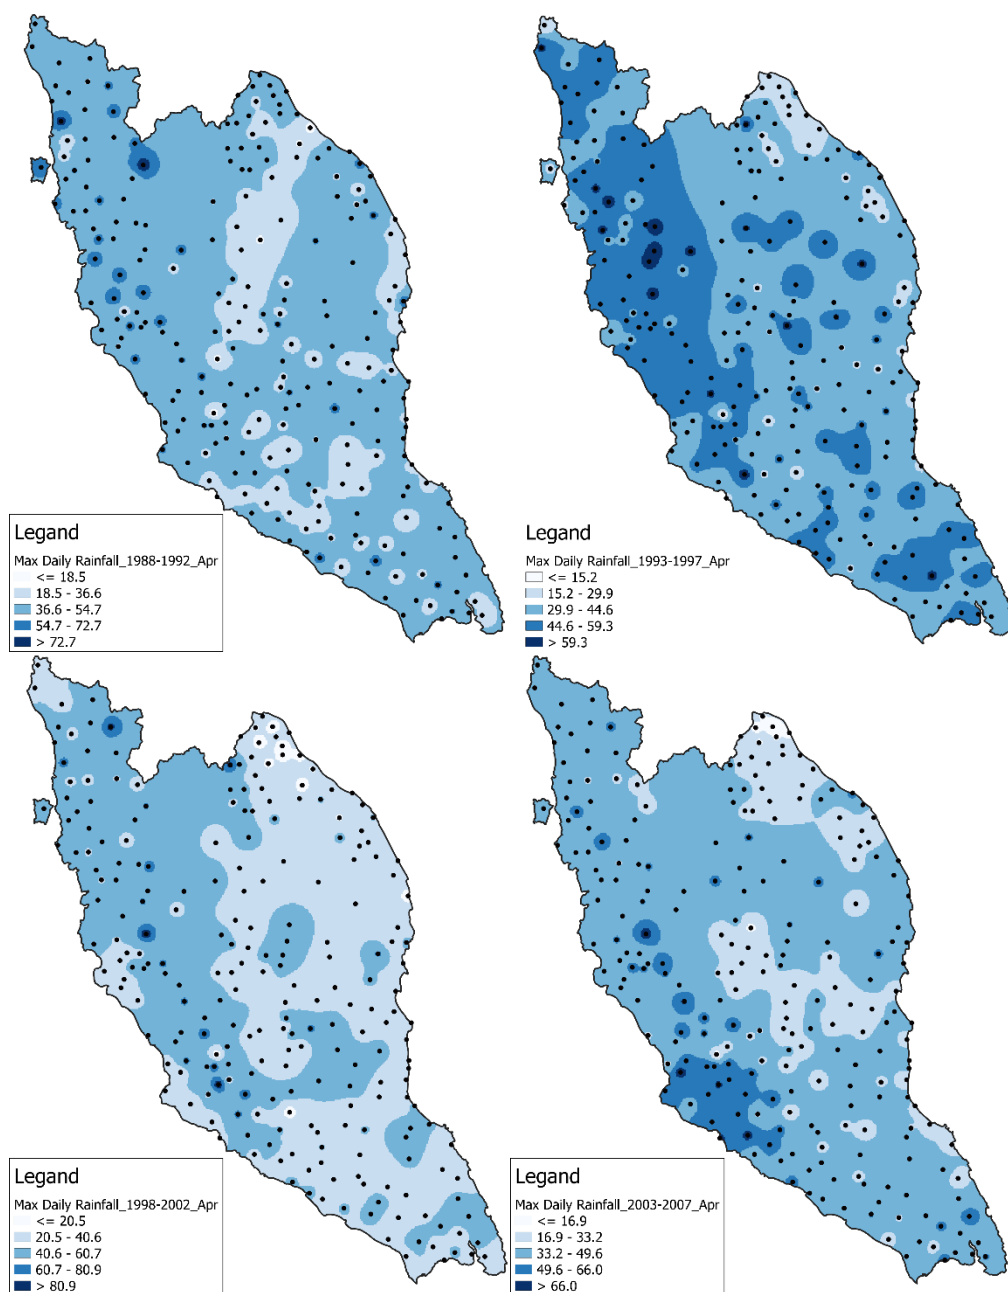 Legand
Max Daily Rainfall_1988-1992_Apr
<= 18.5
18.5 - 36.6
36.6 - 54.7
54.7 - 72.7
> 72.7
Legand
Max Daily Rainfall_1993-1997_Apr
<= 15.2
15.2 - 29.9
29.9 - 44.6
44.6 - 59.3
> 59.3
Legand
Max Daily Rainfall_1998-2002_Apr
<= 20.5
20.5 - 40.6
40.6 - 60.7
60.7 - 80.9
> 80.9
Legand
Max Daily Rainfall_2003-2007_Apr
<= 16.9
16.9 - 33.2
33.2 - 49.6
49.6 - 66.0
> 66.0